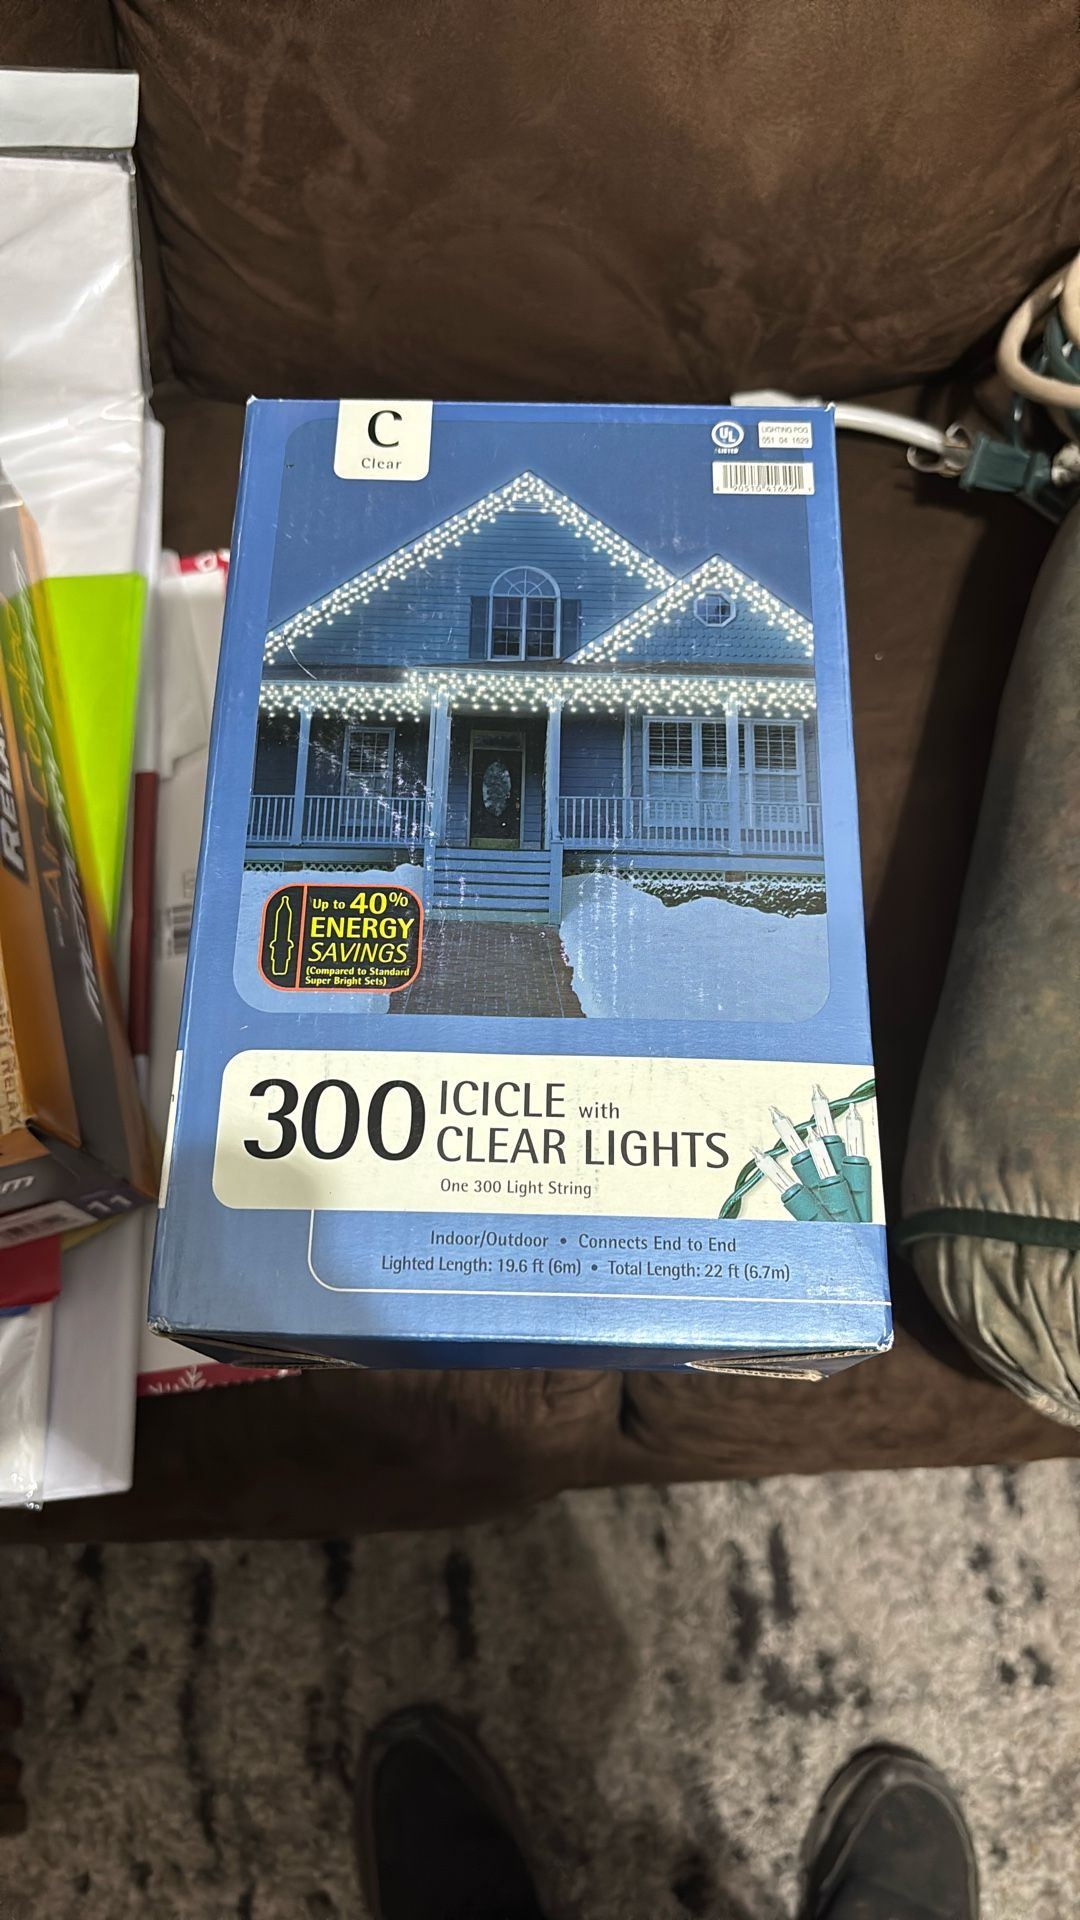 C
Clear
UL
LISTED
LIGHTING PDQ
051 04 1629
Up to 40%
ENERGY
SAVINGS
(Compared to Standard
Super Bright Sets)
300 ICICLE with
CLEAR LIGHTS
One 300 Light String
Indoor/Outdoor • Connects End to End
Lighted Length: 19.6 ft (6m) • Total Length: 22 ft (6.7m)